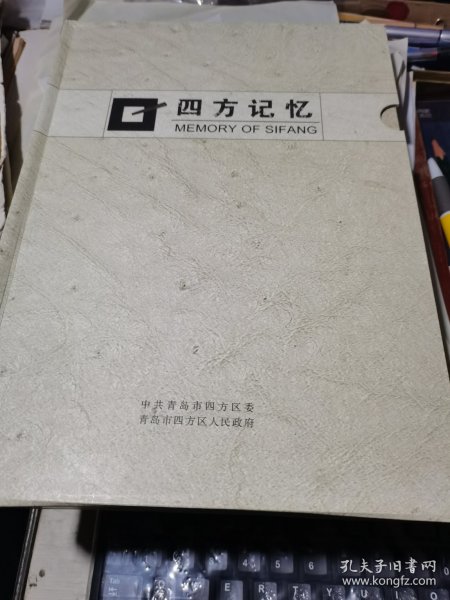 四方记忆
MEMORY OF SIFANG
中共青岛市四方区委
青岛市四方区人民政府
E R T Y U I O
孔夫子旧书网
www.kongfz.com